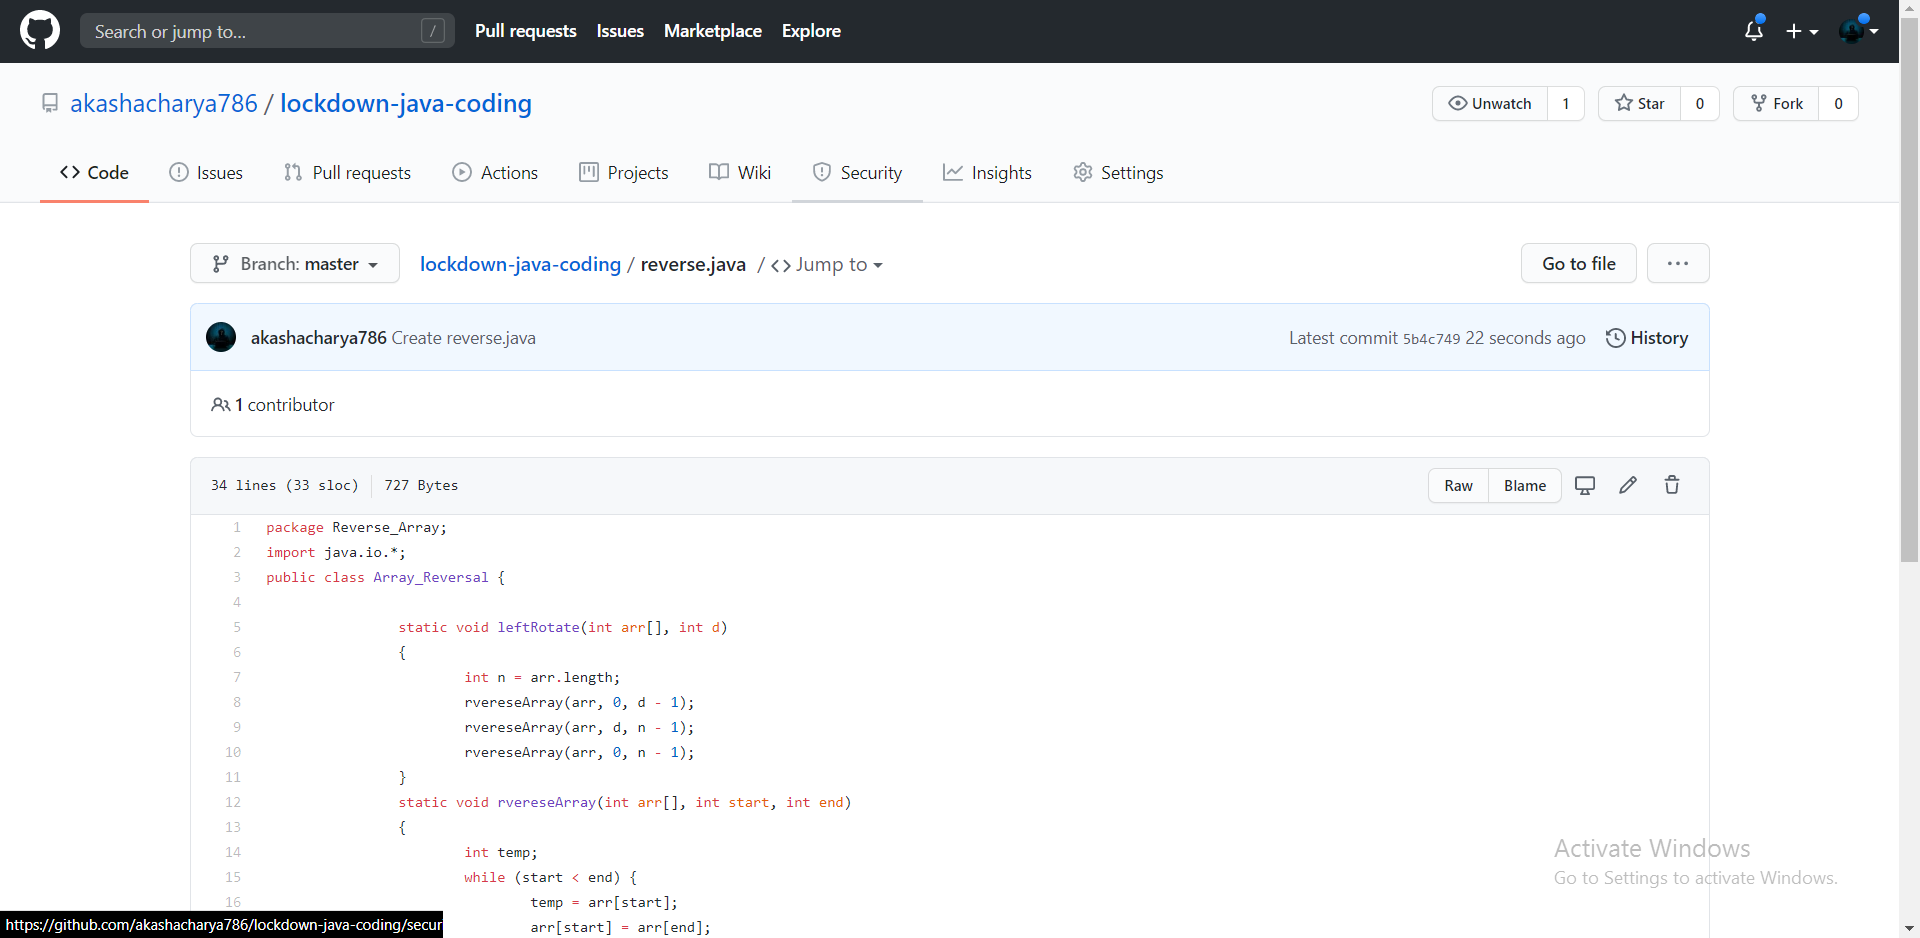 Search or jump to... /
Pull requests Issues Marketplace Explore
akashacharya786 / lockdown-java-coding
Unwatch 1 Star 0 Fork 0
Code Issues Pull requests Actions Projects Wiki Security Insights Settings
Branch: master lockdown-java-coding / reverse.java / <> Jump to
Go to file ...
akashacharya786 Create reverse.java
Latest commit 5b4c749 22 seconds ago History
1 contributor
34 lines (33 sloc) 727 Bytes
Raw Blame
1 package Reverse_Array;
2 import java.io.*;
3 public class Array_Reversal {
4
5 static void leftRotate(int arr[], int d)
6 {
7 int n = arr.length;
8 rvereseArray(arr, 0, d - 1);
9 rvereseArray(arr, d, n - 1);
10 rvereseArray(arr, 0, n - 1);
11 }
12 static void rvereseArray(int arr[], int start, int end)
13 {
14 int temp;
15 while (start < end) {
16 temp = arr[start];
arr[start] = arr[end];
Activate Windows
Go to Settings to activate Windows.
https://github.com/akashacharya786/lockdown-java-coding/secur